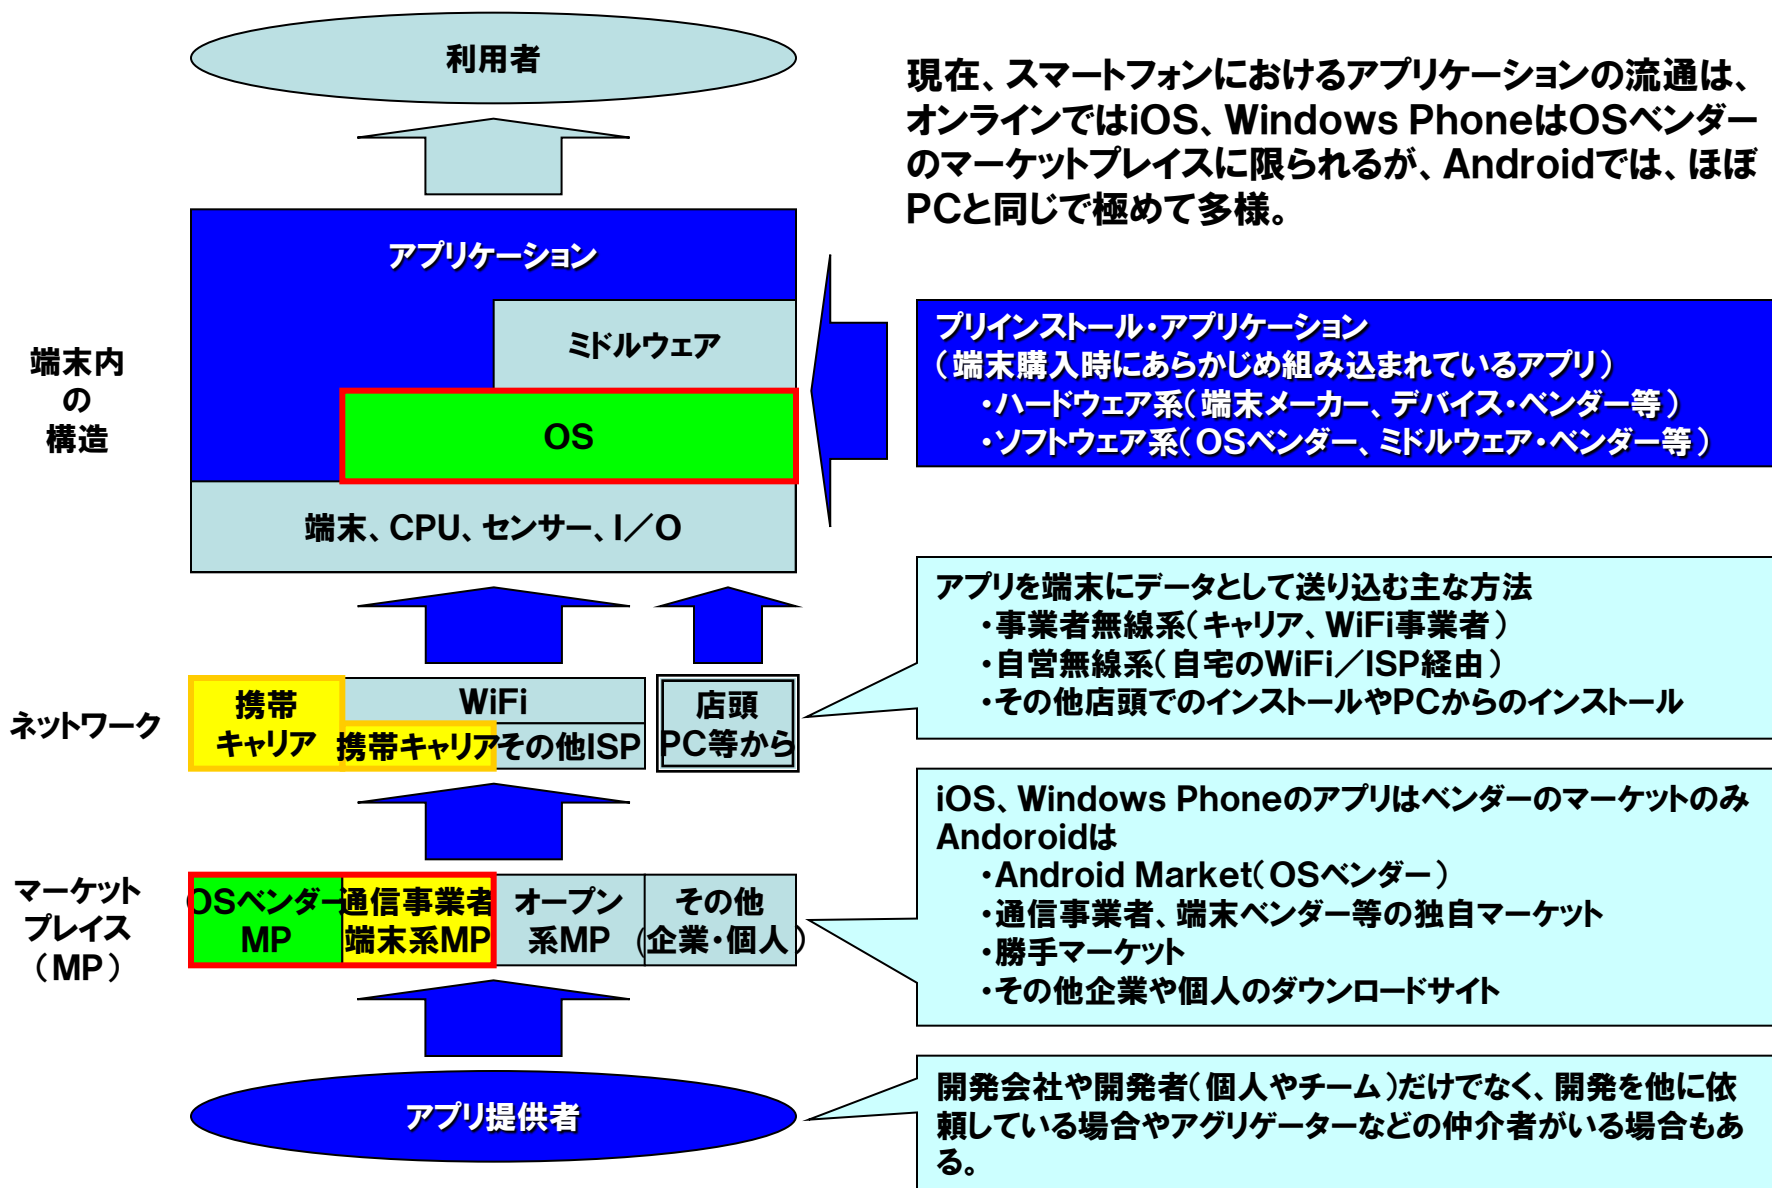 利用者
現在、スマートフォンにおけるアプリケーションの流通は、
オンラインではiOS、Windows PhoneはOSベンダー
のマーケットプレイスに限られるが、Androidでは、ほぼ
PCと同じで極めて多様。
アプリケーション
ミドルウェア
OS
端末、CPU、センサー、I／O
端末内
の
構造
プリインストール・アプリケーション
（端末購入時にあらかじめ組み込まれているアプリ）
・ハードウェア系（端末メーカー、デバイス・ベンダー等）
・ソフトウェア系（OSベンダー、ミドルウェア・ベンダー等）
アプリを端末にデータとして送り込む主な方法
・事業者無線系（キャリア、WiFi事業者）
・自営無線系（自宅のWiFi／ISP経由）
・その他店頭でのインストールやPCからのインストール
ネットワーク
携帯
キャリア
WiFi
携帯キャリア
その他ISP
店頭
PC等から
マーケット
プレイス
（MP）
OSベンダー
MP
通信事業者
端末系MP
オープン
系MP
その他
（企業・個人）
iOS、Windows Phoneのアプリはベンダーのマーケットのみ
Andoroidは
・Android Market（OSベンダー）
・通信事業者、端末ベンダー等の独自マーケット
・勝手マーケット
・その他企業や個人のダウンロードサイト
アプリ提供者
開発会社や開発者（個人やチーム）だけでなく、開発を他に依
頼している場合やアグリゲーターなどの仲介者がいる場合もあ
る。